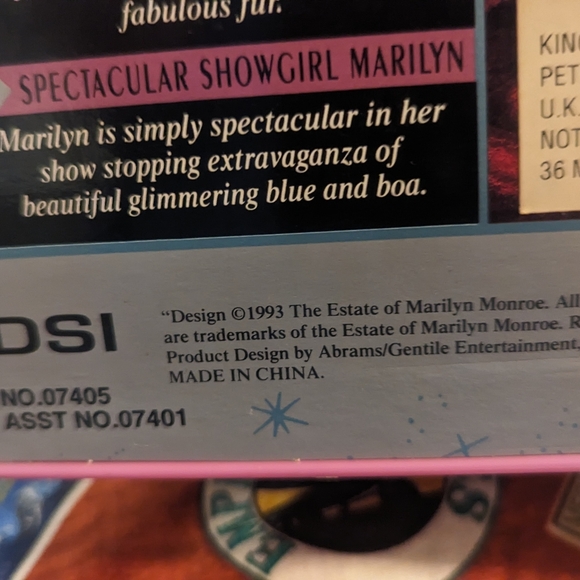 fabulous fur.
SPECTACULAR SHOWGIRL MARILYN
Marilyn is simply spectacular in her
show stopping extravaganza of
beautiful glimmering blue and boa.
KING
PET
U.K.
NOT
36 M
DSI
NO.07405
ASST NO.07401
"Design ©1993 The Estate of Marilyn Monroe. All
are trademarks of the Estate of Marilyn Monroe. R
Product Design by Abrams/Gentile Entertainment,
MADE IN CHINA.
EMP
S